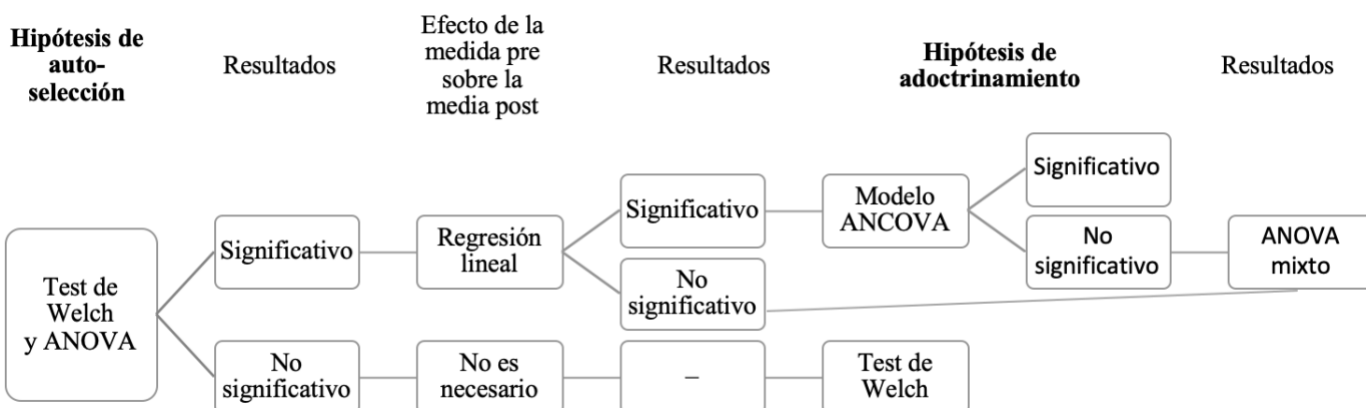 Hipótesis de
auto-
selección
Resultados
Efecto de la
medida pre
sobre la
media post
Resultados
Hipótesis de
adoctrinamiento
Resultados
Test de
Welch
y ANOVA
Significativo
Regresión
lineal
Significativo
Modelo
ANCOVA
Significativo
No
significativo
ANOVA
mixto
No
significativo
No
significativo
No es
necesario
–
Test de
Welch